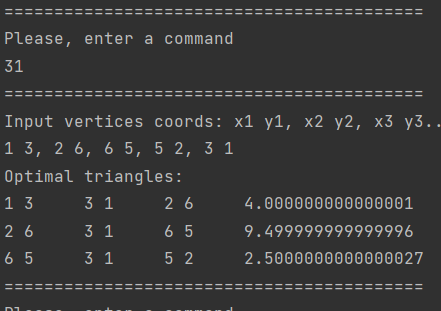 ==========================================
Please, enter a command
31
==========================================
Input vertices coords: x1 y1, x2 y2, x3 y3..
1 3, 2 6, 6 5, 5 2, 3 1
Optimal triangles:
1 3     3 1     2 6     4.000000000000001
2 6     3 1     6 5     9.499999999999996
6 5     3 1     5 2     2.5000000000000027
==========================================
Please, enter a command